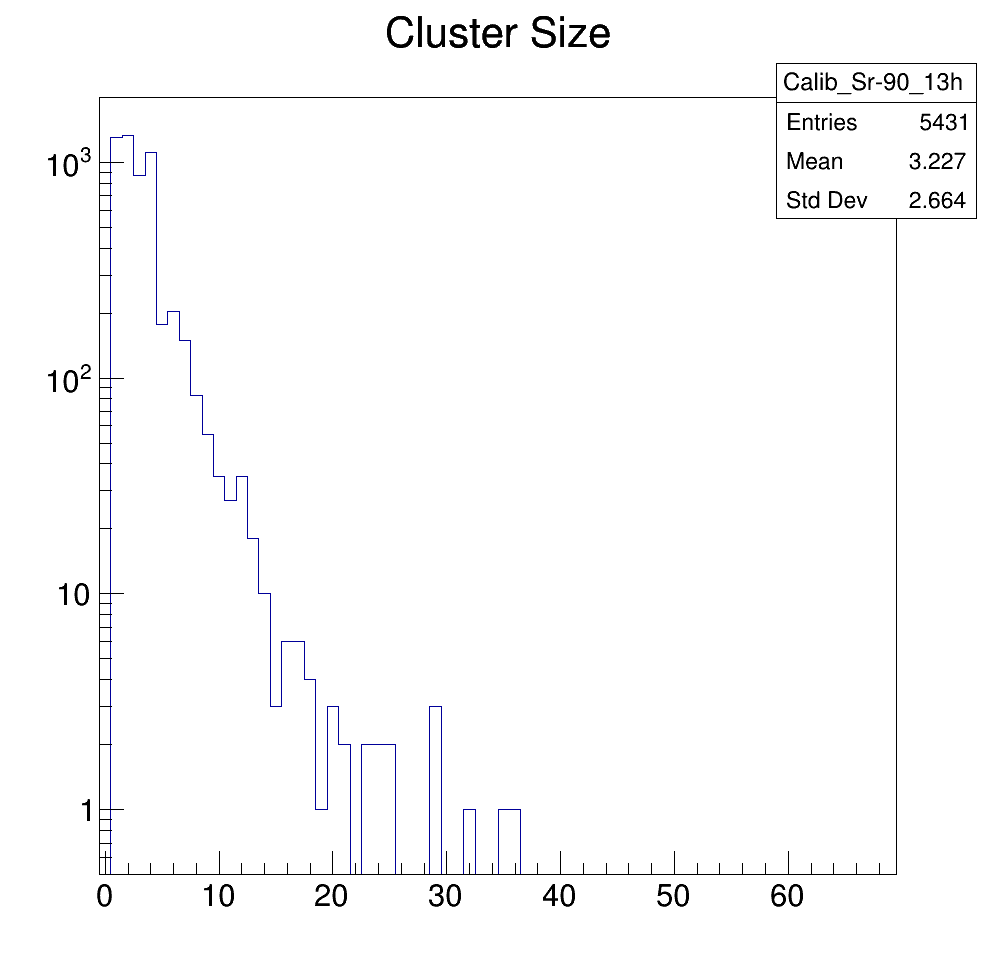 Cluster Size
Calib_Sr-90_13h
Entries 5431
Mean 3.227
Std Dev 2.664
10³
10²
10
1
0 10 20 30 40 50 60